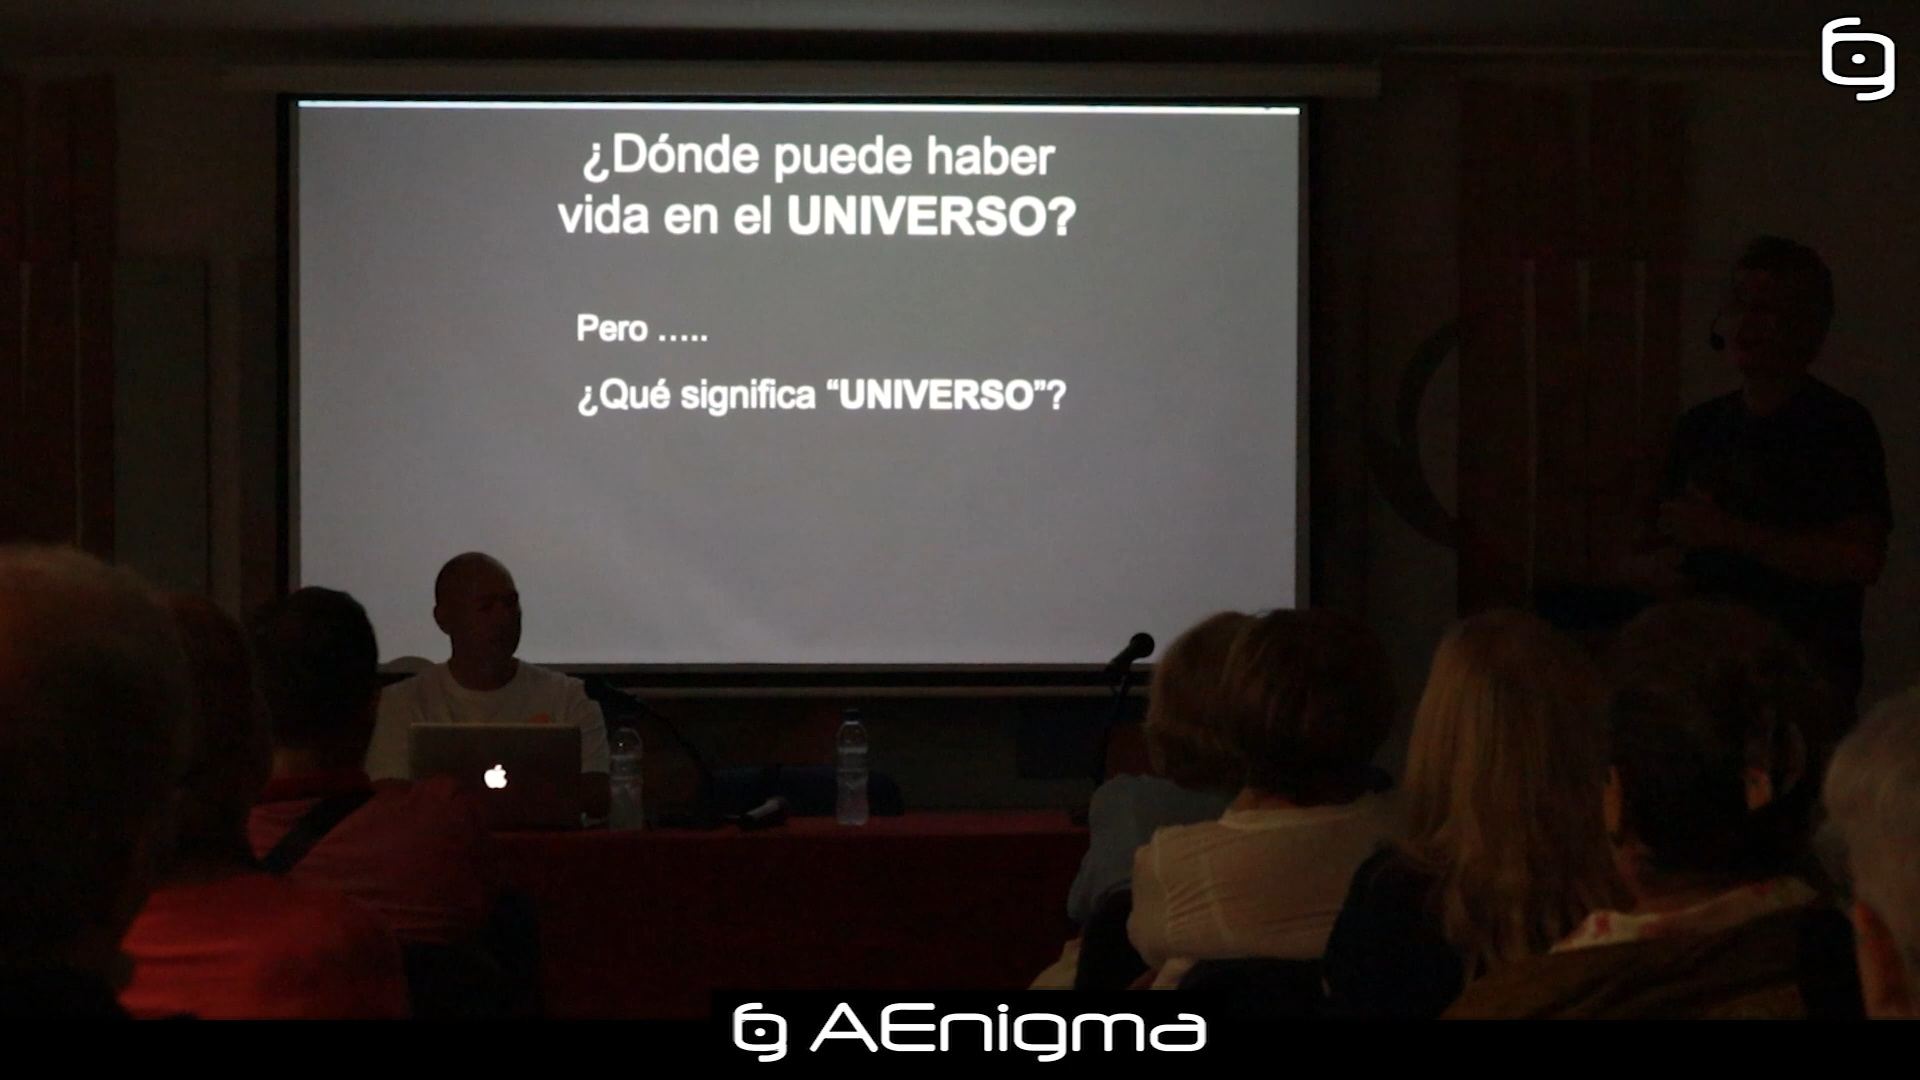 ¿Dónde puede haber
vida en el UNIVERSO?
Pero .....
¿Qué significa “UNIVERSO”?
AEnigma